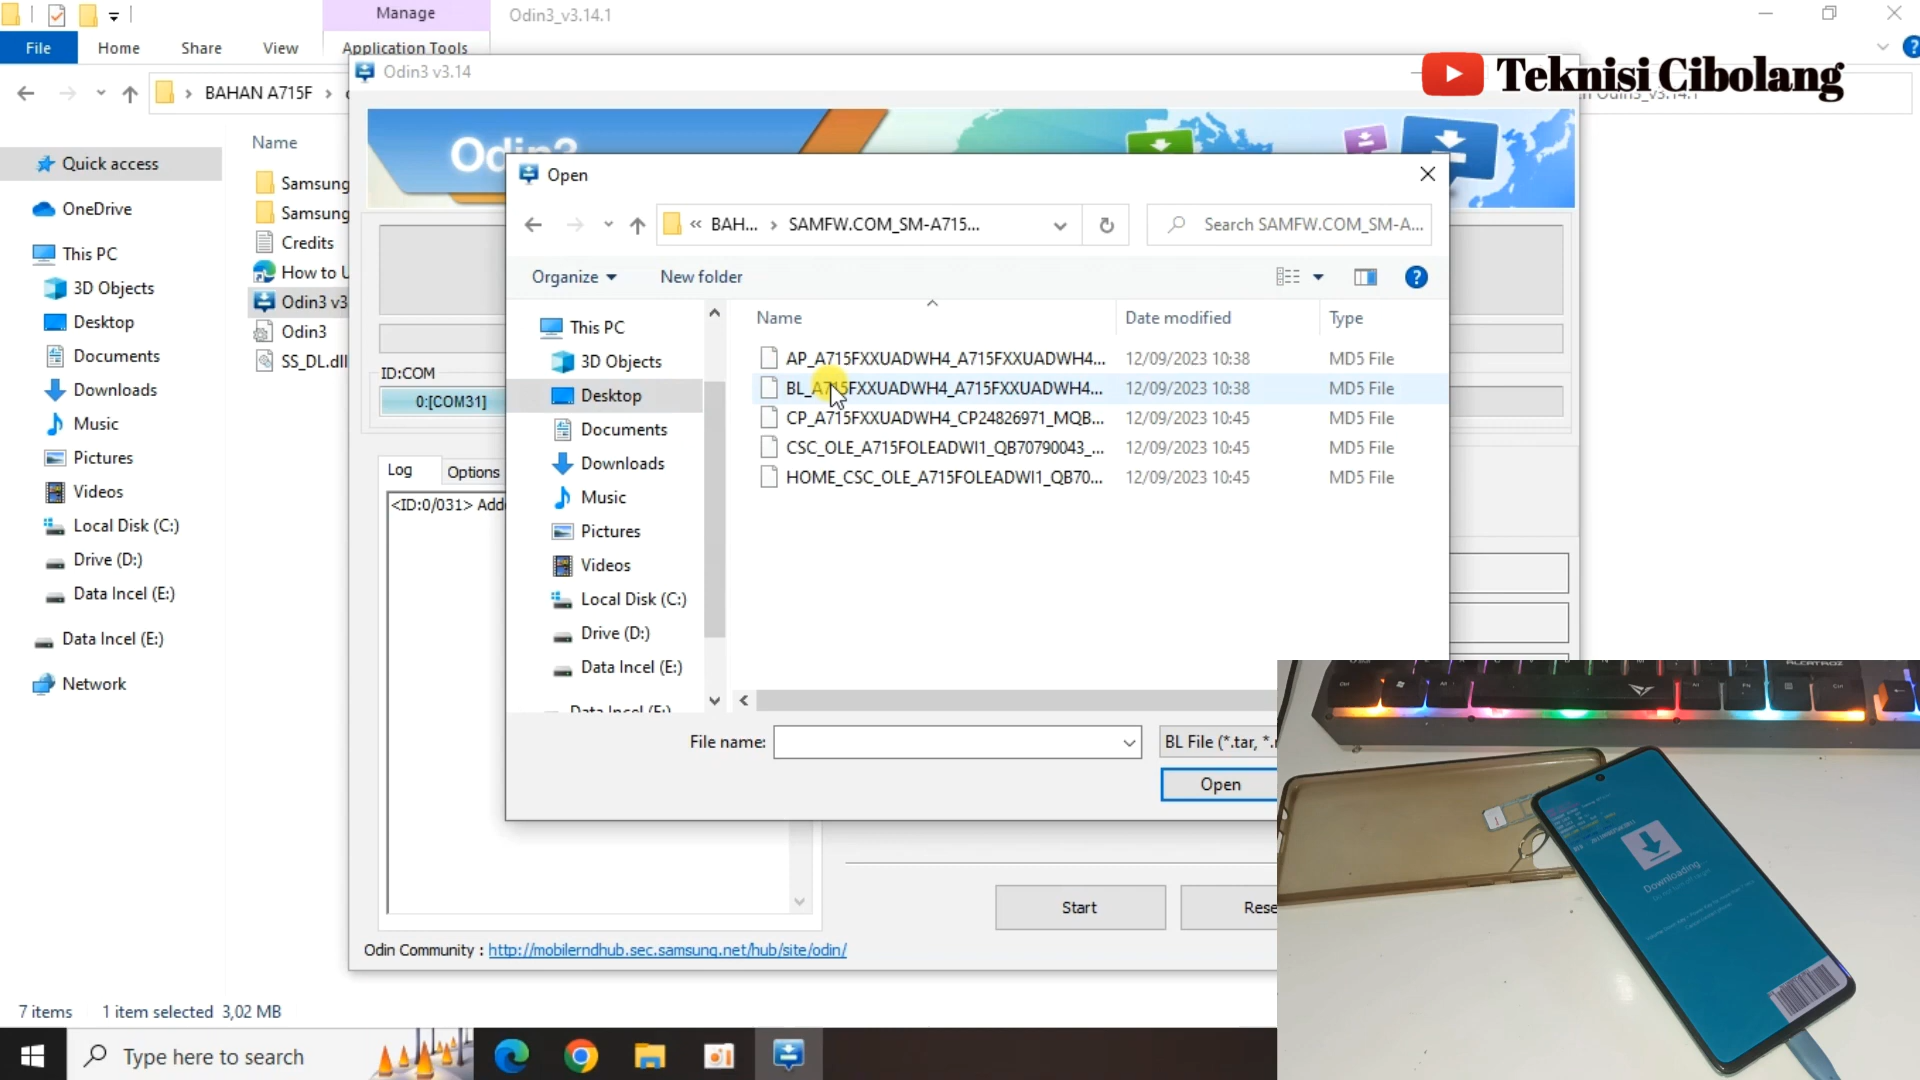 Manage
Odin3_v3.14.1
File
Home
Share
View
Application Tools
Odin3 v3.14
Teknisi Cibolang
BAHAN A715F
Odin3
Open
Name
Quick access
OneDrive
This PC
3D Objects
Desktop
Documents
Downloads
Music
Pictures
Videos
Local Disk (C:)
Drive (D:)
Data Incel (E:)
Data Incel (E:)
Network
Samsung
Samsung
Credits
How to U
Odin3 v3
Odin3
SS_DL.dll
ID:COM
0:[COM31]
Log
Options
<ID:0/031> Add
BAH...
SAMFW.COM_SM-A715...
Search SAMFW.COM_SM-A...
Organize
New folder
This PC
3D Objects
Desktop
Documents
Downloads
Music
Pictures
Videos
Local Disk (C:)
Drive (D:)
Data Incel (E:)
Data Incel (E:)
Name Date modified Type
AP_A715FXXUADWH4_A715FXXUADWH4... 12/09/2023 10:38 MD5 File
BL_A715FXXUADWH4_A715FXXUADWH4... 12/09/2023 10:38 MD5 File
CP_A715FXXUADWH4_CP24826971_MQB... 12/09/2023 10:45 MD5 File
CSC_OLE_A715FOLEADWI1_QB70790043_... 12/09/2023 10:45 MD5 File
HOME_CSC_OLE_A715FOLEADWI1_QB70... 12/09/2023 10:45 MD5 File
File name:
BL File (*.tar, *.
Open
Start
Rese
Odin Community : http://mobilerndhub.sec.samsung.net/hub/site/odin/
7 items
1 item selected 3,02 MB
Type here to search
ALCATROZ
Downloading